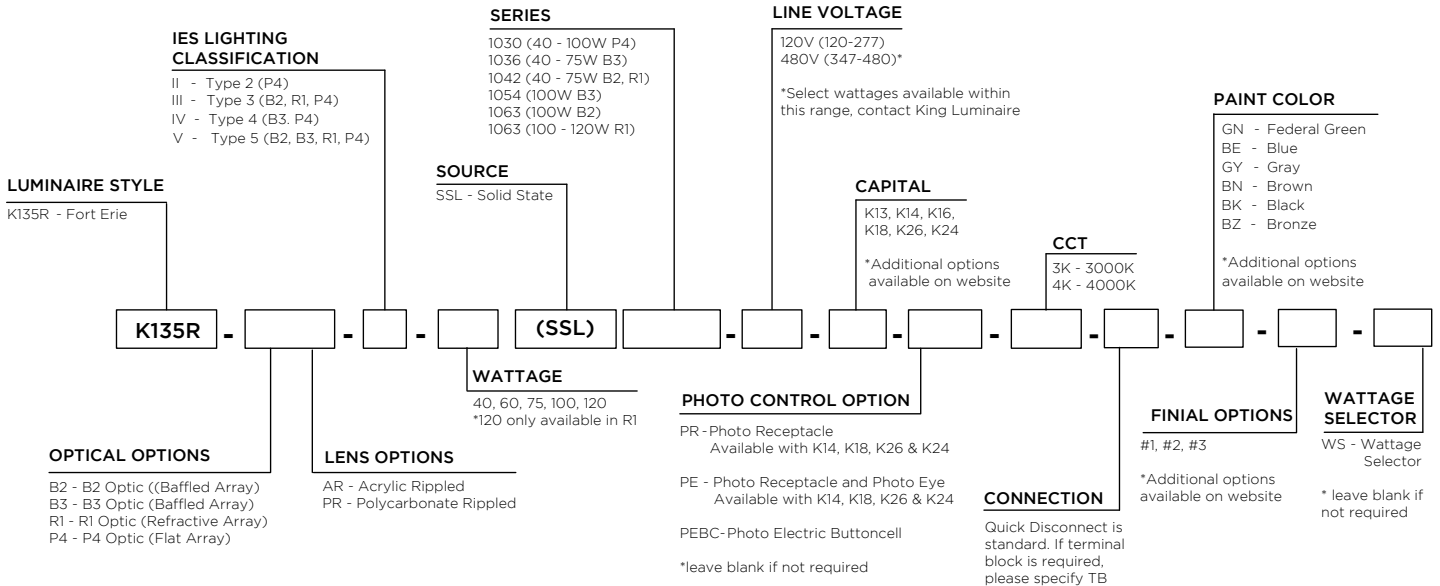 LUMINAIRE STYLE
K135R - Fort Erie
IES LIGHTING
CLASSIFICATION
II - Type 2 (P4)
III - Type 3 (B2, R1, P4)
IV - Type 4 (B3. P4)
V - Type 5 (B2, B3, R1, P4)
SOURCE
SSL - Solid State
SERIES
1030 (40 - 100W P4)
1036 (40 - 75W B3)
1042 (40 - 75W B2, R1)
1054 (100W B3)
1063 (100W B2)
1063 (100 - 120W R1)
LINE VOLTAGE
120V (120-277)
480V (347-480)*
*Select wattages available within
this range, contact King Luminaire
CAPITAL
K13, K14, K16,
K18, K26, K24
*Additional options
available on website
CCT
3K - 3000K
4K - 4000K
PAINT COLOR
GN - Federal Green
BE - Blue
GY - Gray
BN - Brown
BK - Black
BZ - Bronze
*Additional options
available on website
K135R - - - (SSL) - - - - - - - -
OPTICAL OPTIONS
B2 - B2 Optic ((Baffled Array)
B3 - B3 Optic (Baffled Array)
R1 - R1 Optic (Refractive Array)
P4 - P4 Optic (Flat Array)
LENS OPTIONS
AR - Acrylic Rippled
PR - Polycarbonate Rippled
WATTAGE
40, 60, 75, 100, 120
*120 only available in R1
PHOTO CONTROL OPTION
PR-Photo Receptacle
Available with K14, K18, K26 & K24
PE - Photo Receptacle and Photo Eye
Available with K14, K18, K26 & K24
PEBC-Photo Electric Buttoncell
*leave blank if not required
CONNECTION
Quick Disconnect is
standard. If terminal
block is required,
please specify TB
FINIAL OPTIONS
#1, #2, #3
*Additional options
available on website
WATTAGE
SELECTOR
WS - Wattage
Selector
* leave blank if
not required